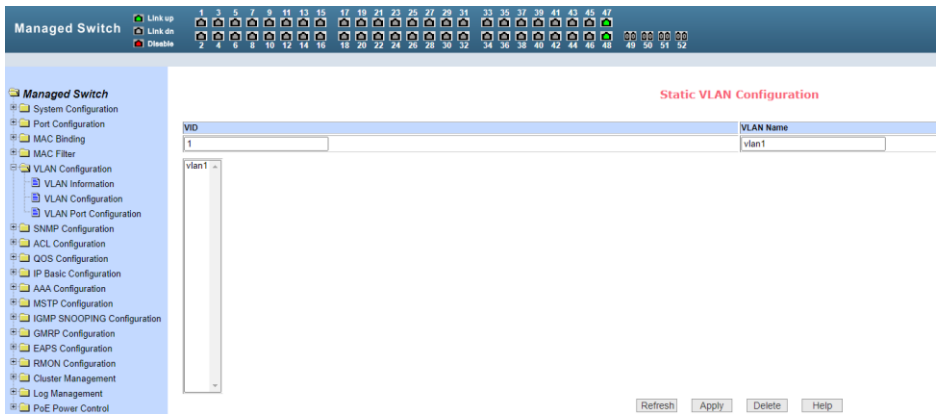 Managed Switch
Link up
Link dn
Disable
1 3 5 7 9 11 13 15 17 19 21 23 25 27 29 31 33 35 37 39 41 43 45 47
2 4 6 8 10 12 14 16 18 20 22 24 26 28 30 32 34 36 38 40 42 44 46 48 49 50 51 52
Managed Switch
System Configuration
Port Configuration
MAC Binding
MAC Filter
VLAN Configuration
VLAN Information
VLAN Configuration
VLAN Port Configuration
SNMP Configuration
ACL Configuration
QOS Configuration
IP Basic Configuration
AAA Configuration
MSTP Configuration
IGMP SNOOPING Configuration
GMRP Configuration
EAPS Configuration
RMON Configuration
Cluster Management
Log Management
PoE Power Control
Static VLAN Configuration
VID VLAN Name
1 vlan1
vlan1
Refresh Apply Delete Help